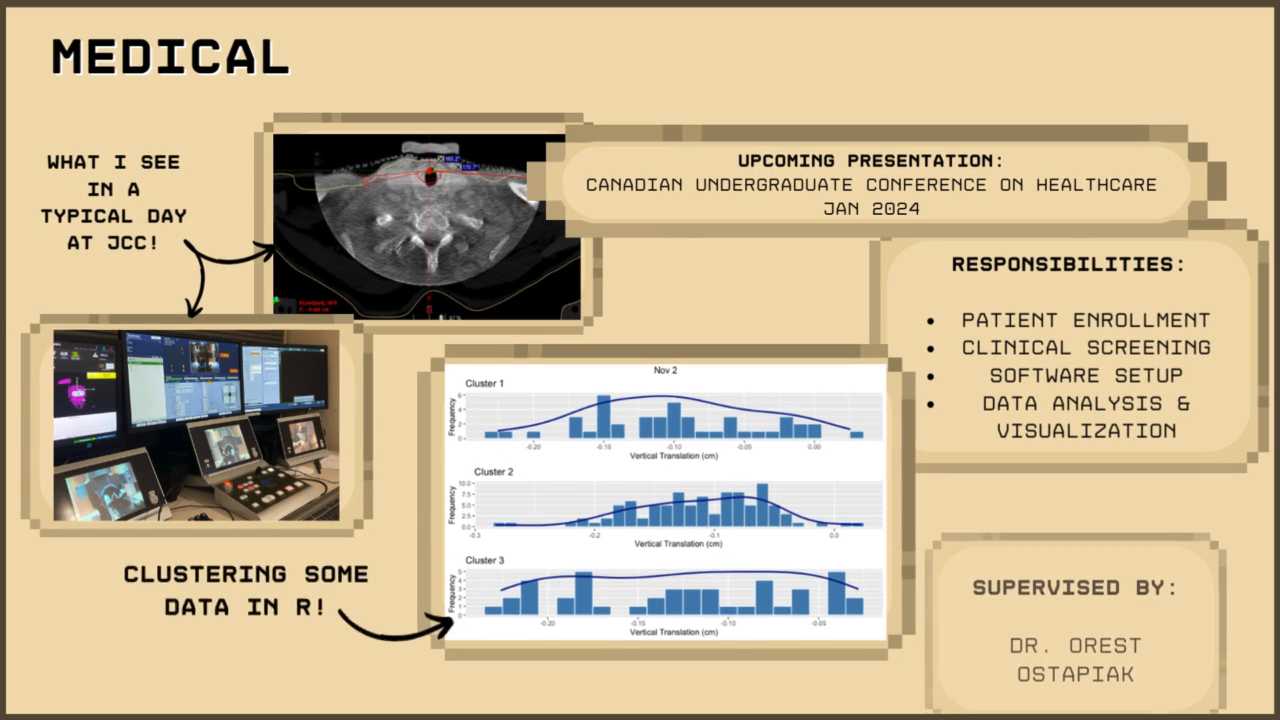 MEDICAL
WHAT I SEE
IN A
TYPICAL DAY
AT JCC!
UPCOMING PRESENTATION:
CANADIAN UNDERGRADUATE CONFERENCE ON HEALTHCARE
JAN 2024
RESPONSIBILITIES:
• PATIENT ENROLLMENT
• CLINICAL SCREENING
• SOFTWARE SETUP
• DATA ANALYSIS &
VISUALIZATION
Nov 2
Cluster 1
Frequency
6
4
2
0
-0.20 -0.15 -0.10 -0.05 0.00
Vertical Translation (cm)
Cluster 2
Frequency
10.0
7.5
5.0
2.5
0.0
-0.3 -0.2 -0.1 0.0
Vertical Translation (cm)
Cluster 3
Frequency
5
4
3
2
1
0
-0.20 -0.15 -0.10 -0.05
Vertical Translation (cm)
CLUSTERING SOME
DATA IN R!
SUPERVISED BY:
DR. OREST
OSTAPIAK